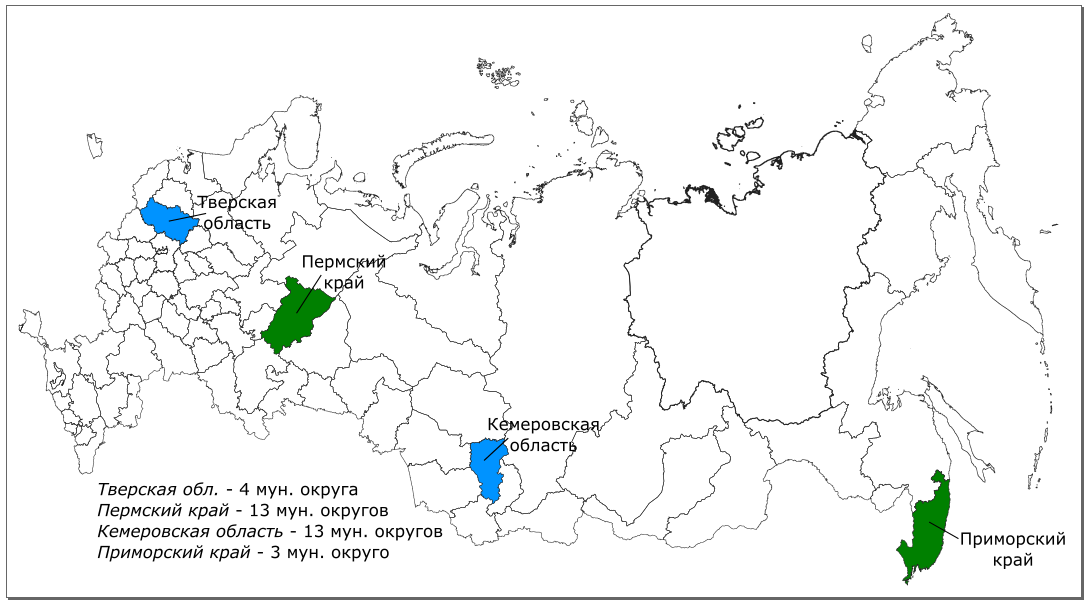 Тверская
область
Пермский
край
Кемеровская
область
Тверская обл. - 4 мун. округа
Пермский край - 13 мун. округов
Кемеровская область - 13 мун. округов
Приморский край - 3 мун. округо
Приморский
край